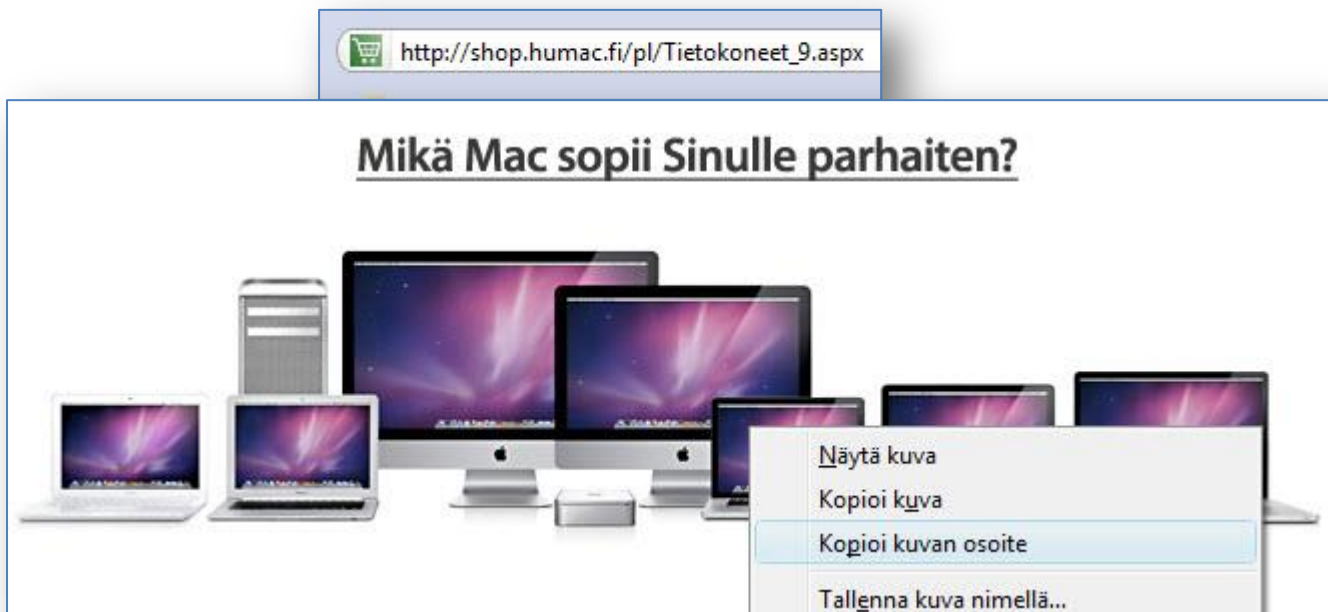 http://shop.humac.fi/pl/Tietokoneet_9.aspx
Mikä Mac sopii Sinulle parhaiten?
Näytä kuva
Kopioi kuva
Kopioi kuvan osoite
Tallenna kuva nimellä...